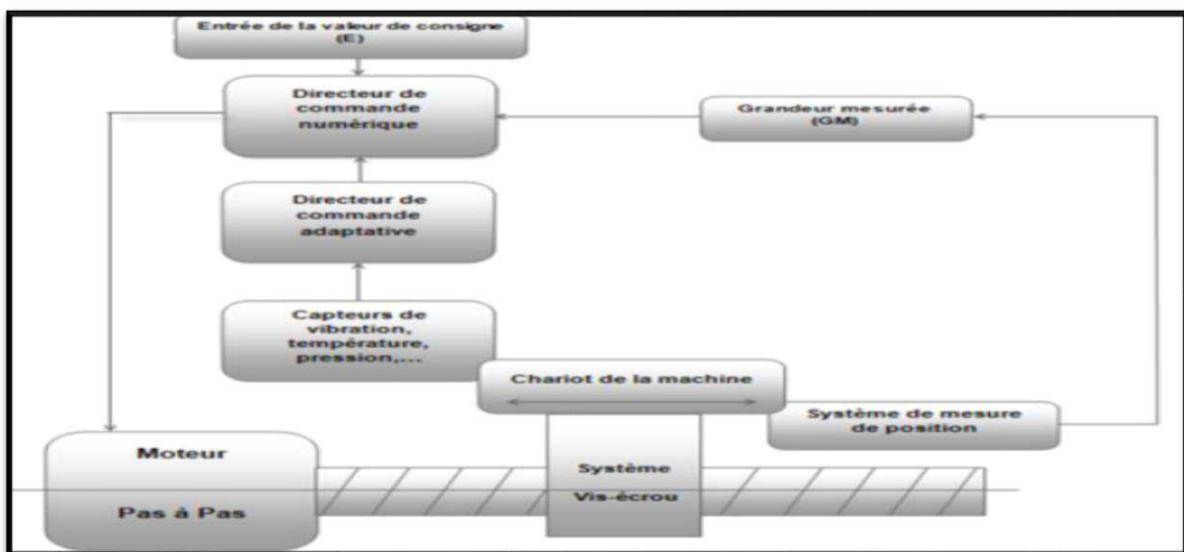 Entrée de la valeur de consigne
(E)
Directeur de
commande
numérique
Grandeur mesurée
(GM)
Directeur de
commande
adaptative
Capteurs de
vibration,
température,
pression,...
Chariot de la machine
Système de mesure
de position
Moteur
Pas à Pas
Système
Vis-écrou